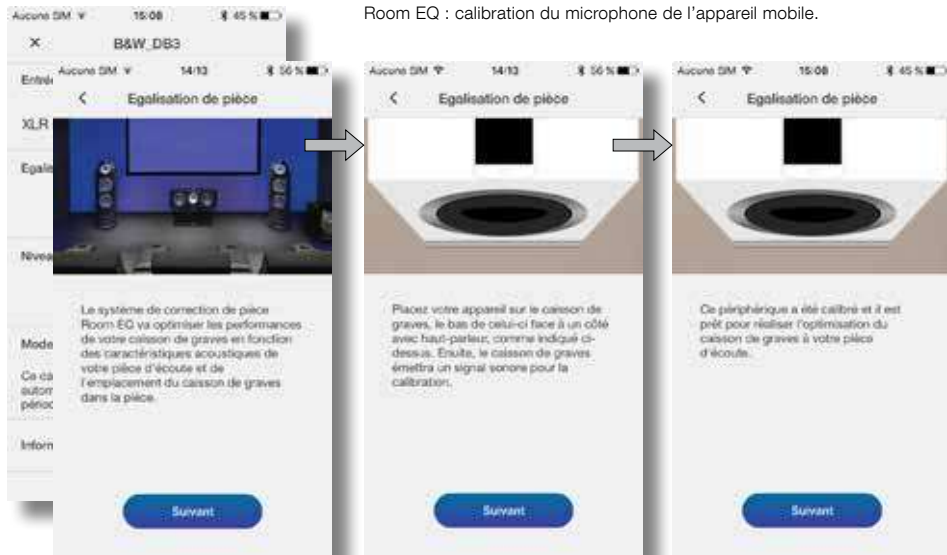 Room EQ : calibration du microphone de l'appareil mobile.
Aucune SIM 15:08 45 %
× B&W_DB3
Entrée
XLR
Egalis
Nivea
Mode
Ce ca
autom
périod
Inform
Aucune SIM 14/13 56 %
Egalisation de pièce
Le système de correction de pièce
Room EQ va optimiser les performances
de votre caisson de graves en fonction
des caractéristiques acoustiques de
votre pièce d'écoute et de
l'emplacement du caisson de graves
dans la pièce.
Suivant
Aucune SIM 14/13 56 %
Egalisation de pièce
Placez votre appareil sur le caisson de
graves, le bas de celui-ci face à un côté
avec haut-parleur, comme indiqué ci-
dessus. Ensuite, le caisson de graves
émettra un signal sonore pour la
calibration.
Suivant
Aucune SIM 15:08 45 %
Egalisation de pièce
Ce périphérique a été calibré et il est
prêt pour réaliser l'optimisation du
caisson de graves à votre pièce
d'écoute.
Suivant